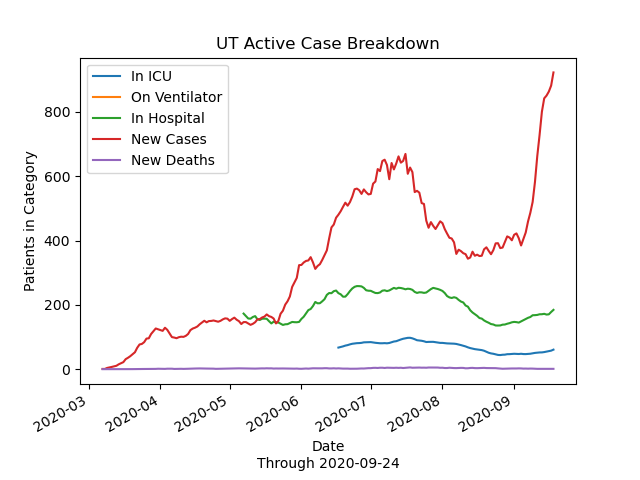 UT Active Case Breakdown
In ICU
On Ventilator
In Hospital
New Cases
New Deaths
Patients in Category
800
600
400
200
0
2020-03
2020-04
2020-05
2020-06
2020-07
2020-08
2020-09
Date
Through 2020-09-24